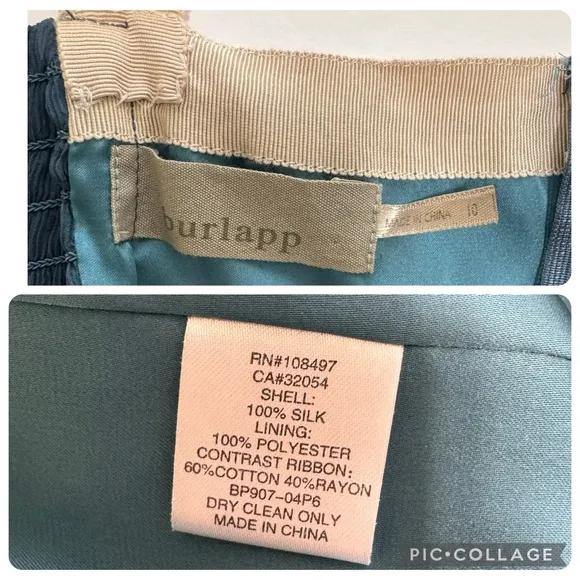 burlapp
MADE IN CHINA 10
RN#108497
CA#32054
SHELL:
100% SILK
LINING:
100% POLYESTER
CONTRAST RIBBON:
60%COTTON 40%RAYON
BP907-04P6
DRY CLEAN ONLY
MADE IN CHINA
PIC•COLLAGE